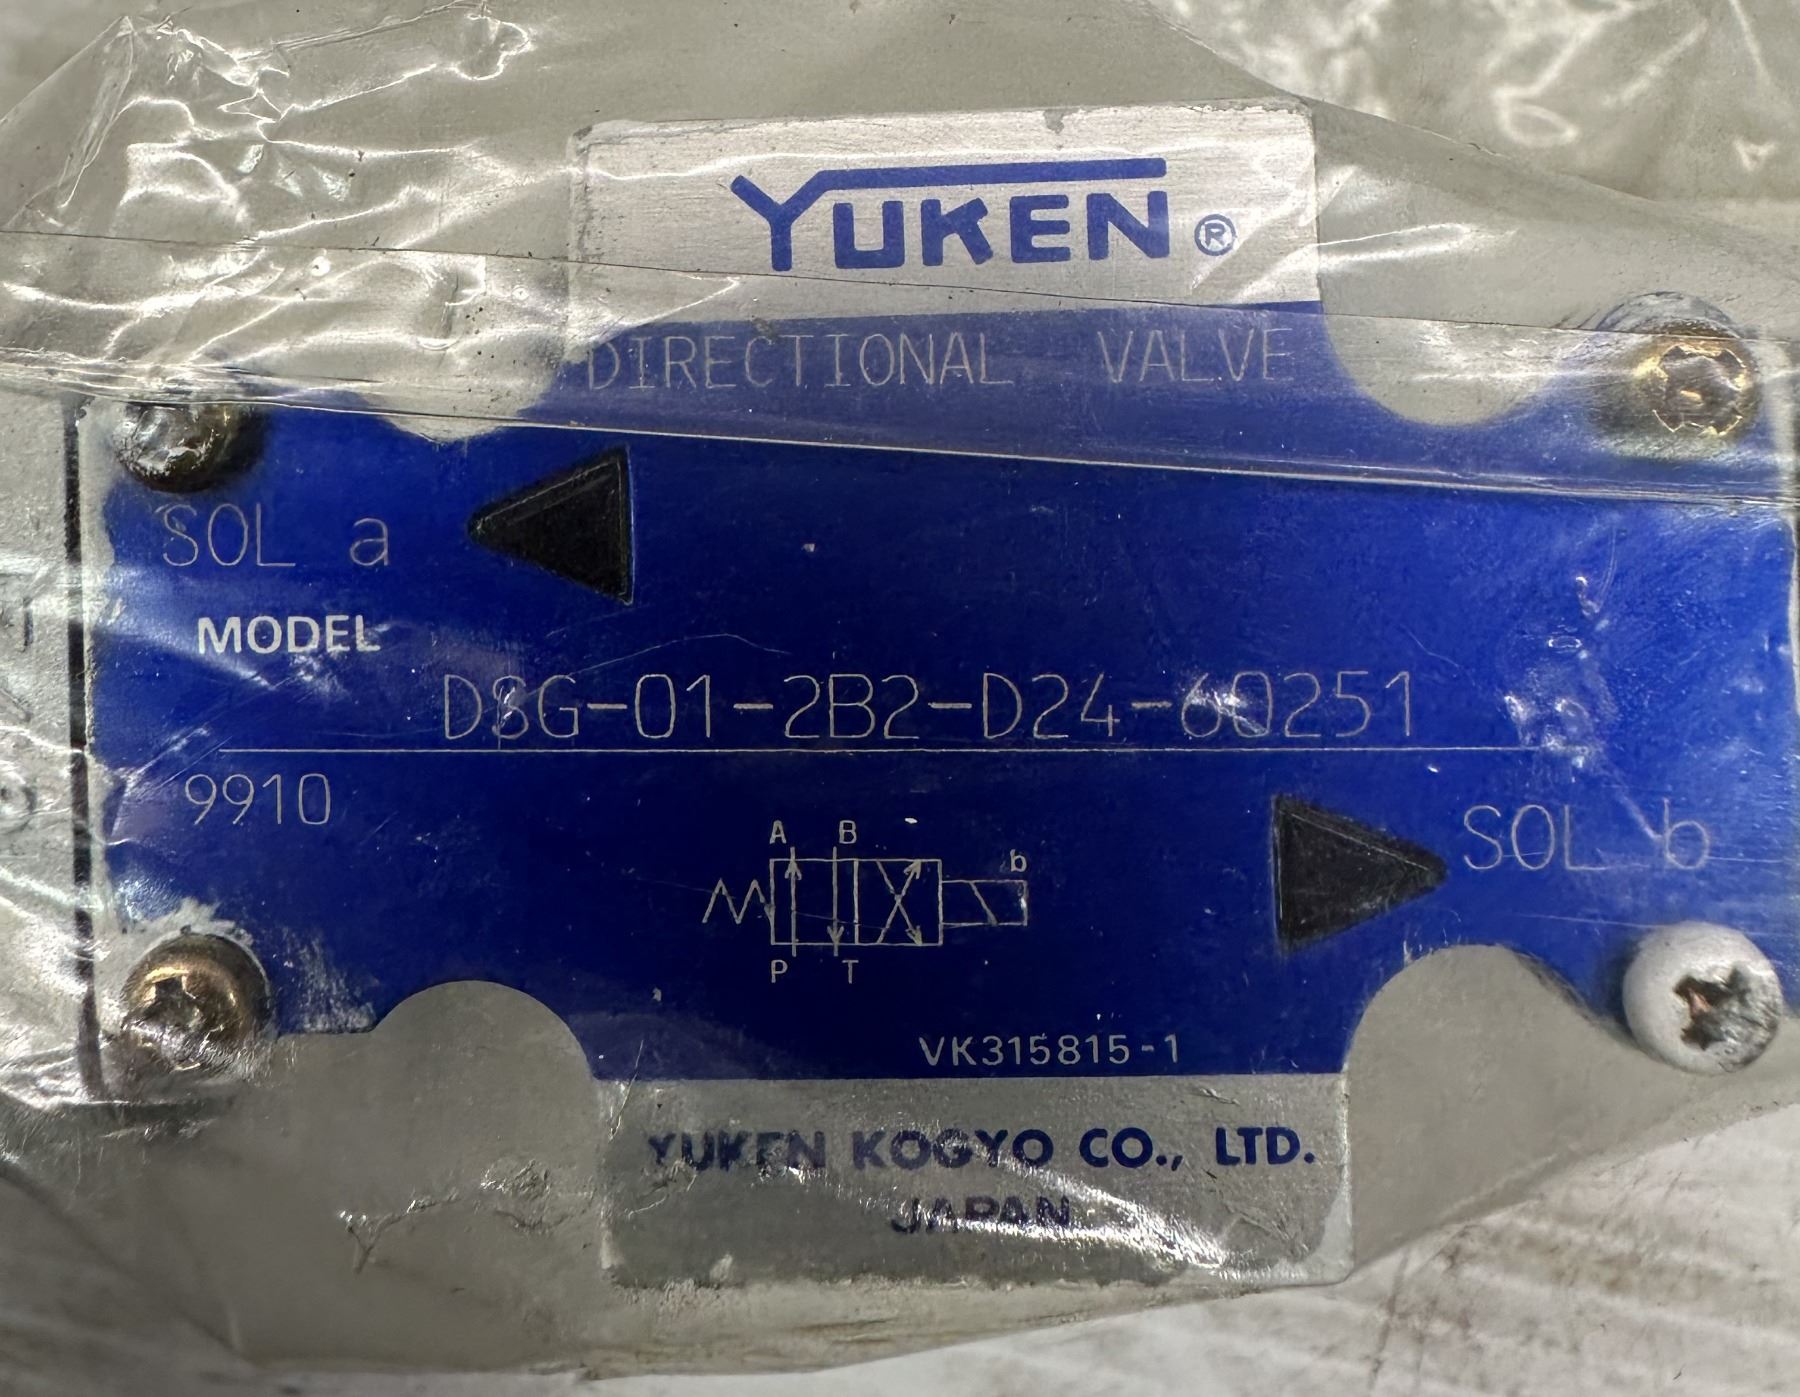 YUKEN®
DIRECTIONAL VALVE
SOL a
MODEL
DSG-01-2B2-D24-60251
9910
A B
b
P T
SOL b
VK315815-1
YUKEN KOGYO CO., LTD.
JAPAN